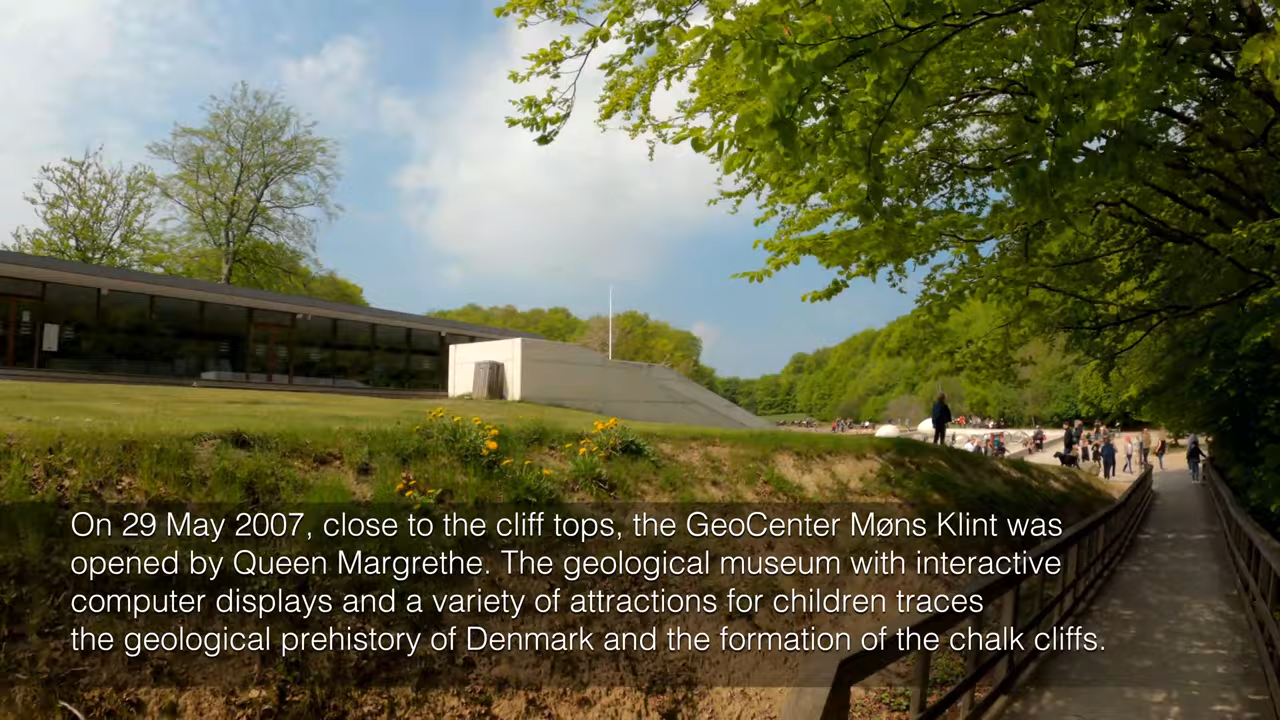 On 29 May 2007, close to the cliff tops, the GeoCenter Møns Klint was
opened by Queen Margrethe. The geological museum with interactive
computer displays and a variety of attractions for children traces
the geological prehistory of Denmark and the formation of the chalk cliffs.